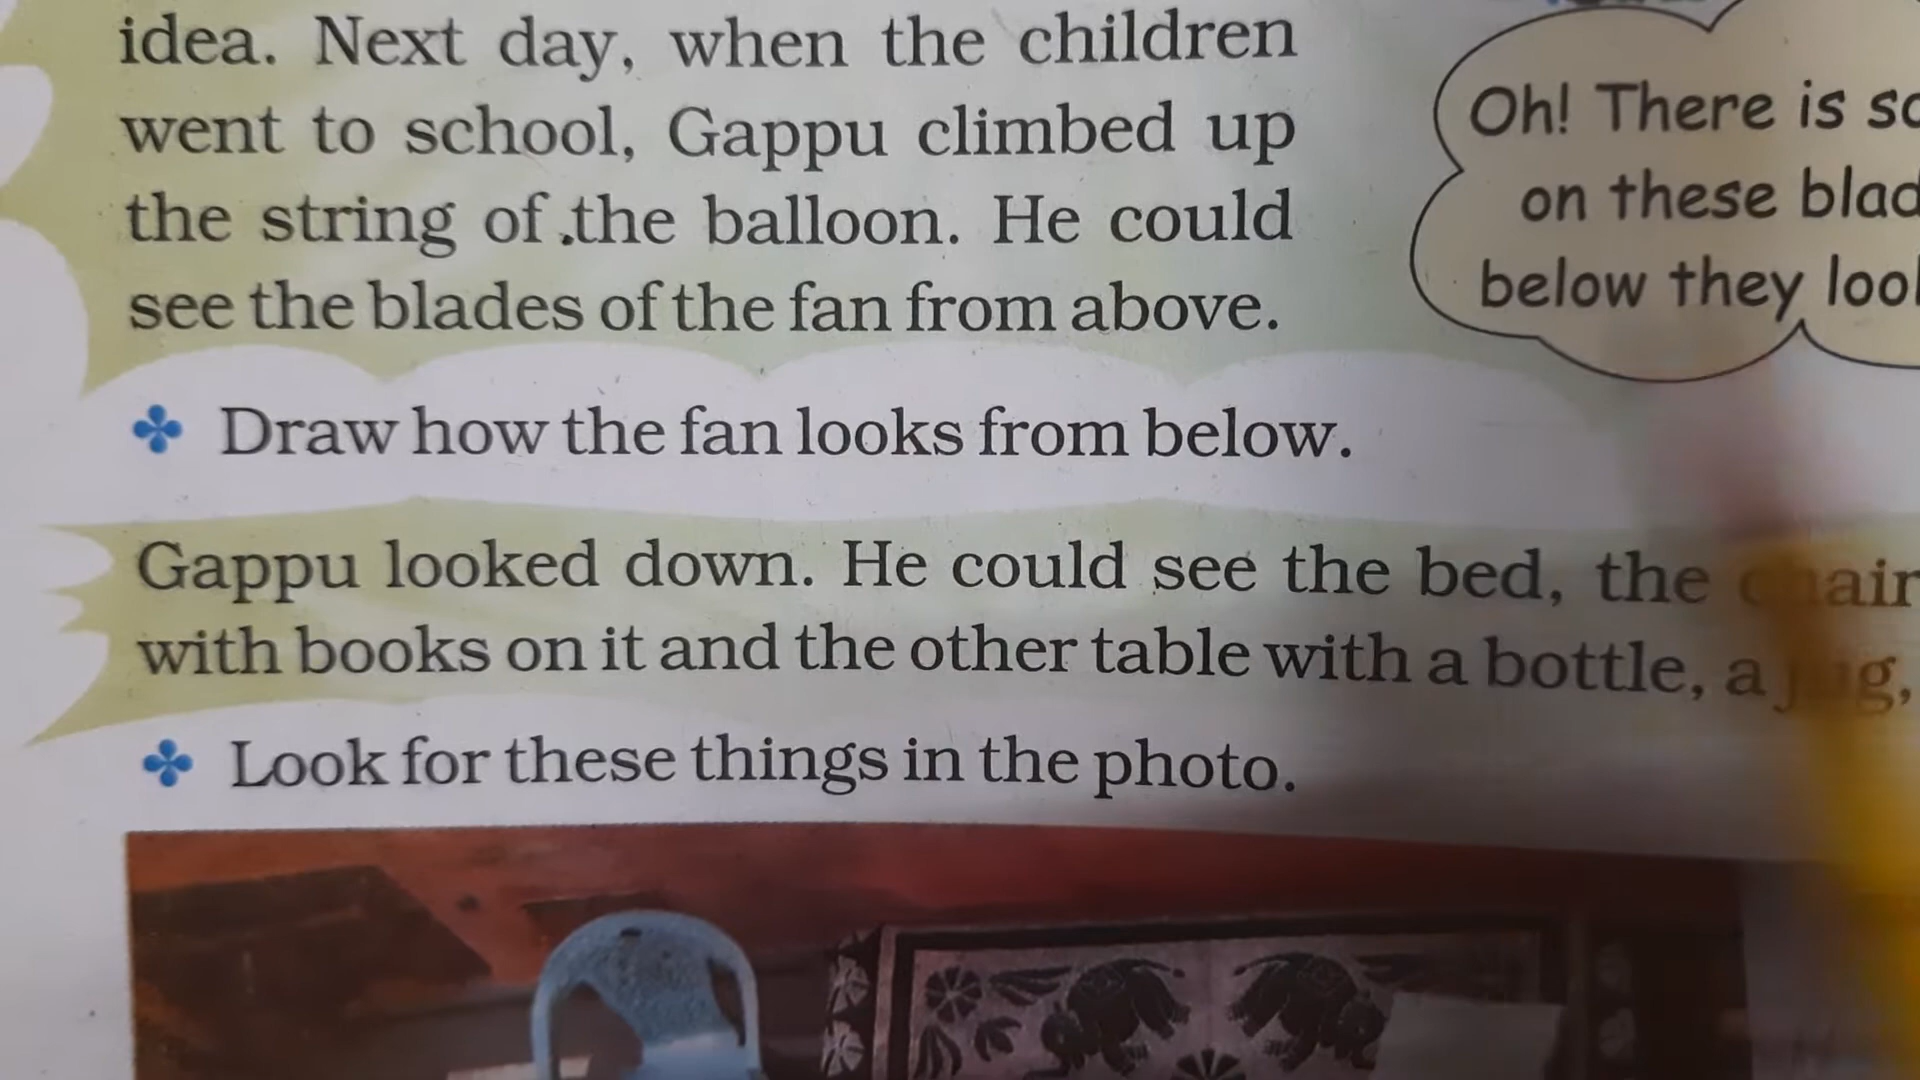 idea. Next day, when the children
went to school, Gappu climbed up
the string of the balloon. He could
see the blades of the fan from above.
Oh! There is
on these
below they
Draw how the fan looks from below.
Gappu looked down. He could see the bed, the
with books on it and the other table with a bottle, a
Look for these things in the photo.